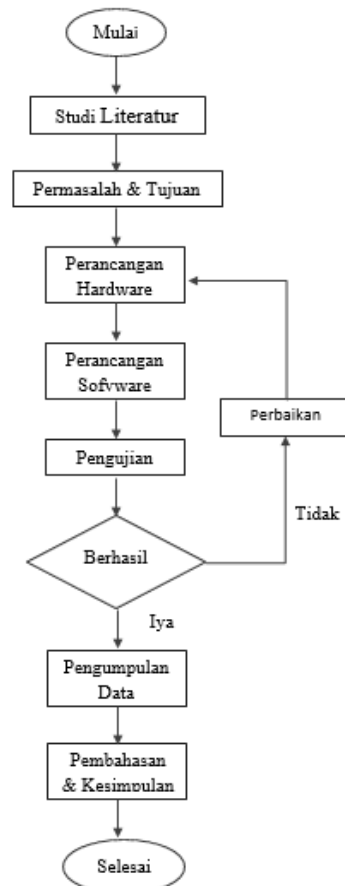 Mulai
Studi Literatur
Permasalah & Tujuan
Perancangan
Hardware
Perancangan
Sofvware
Perbaikan
Pengujian
Tidak
Berhasil
Iya
Pengumpulan
Data
Pembahasan
& Kesimpulan
Selesai